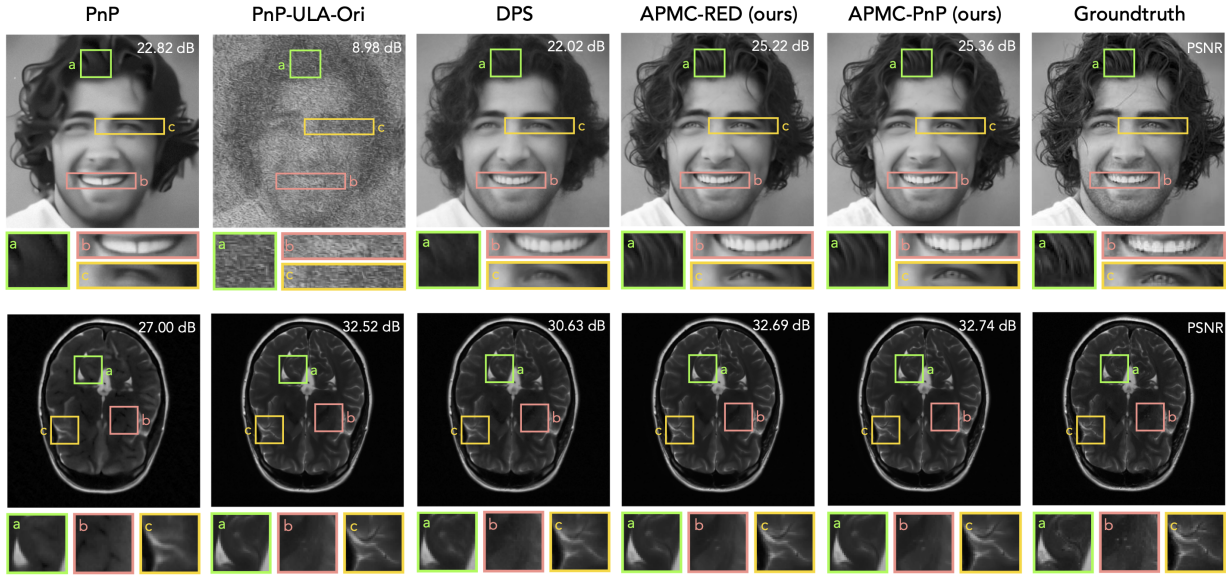 PnP PnP-ULA-Ori DPS APMC-RED (ours) APMC-PnP (ours) Groundtruth
22.82 dB 8.98 dB 22.02 dB 25.22 dB 25.36 dB PSNR
a a a a a a
c c c c c c
b b b b b b
a b a b a b a b a b a b
c c c c c c
27.00 dB 32.52 dB 30.63 dB 32.69 dB 32.74 dB PSNR
a a a a a a
b b b b b b
c c c c c c
a b c a b c a b c a b c a b c a b c